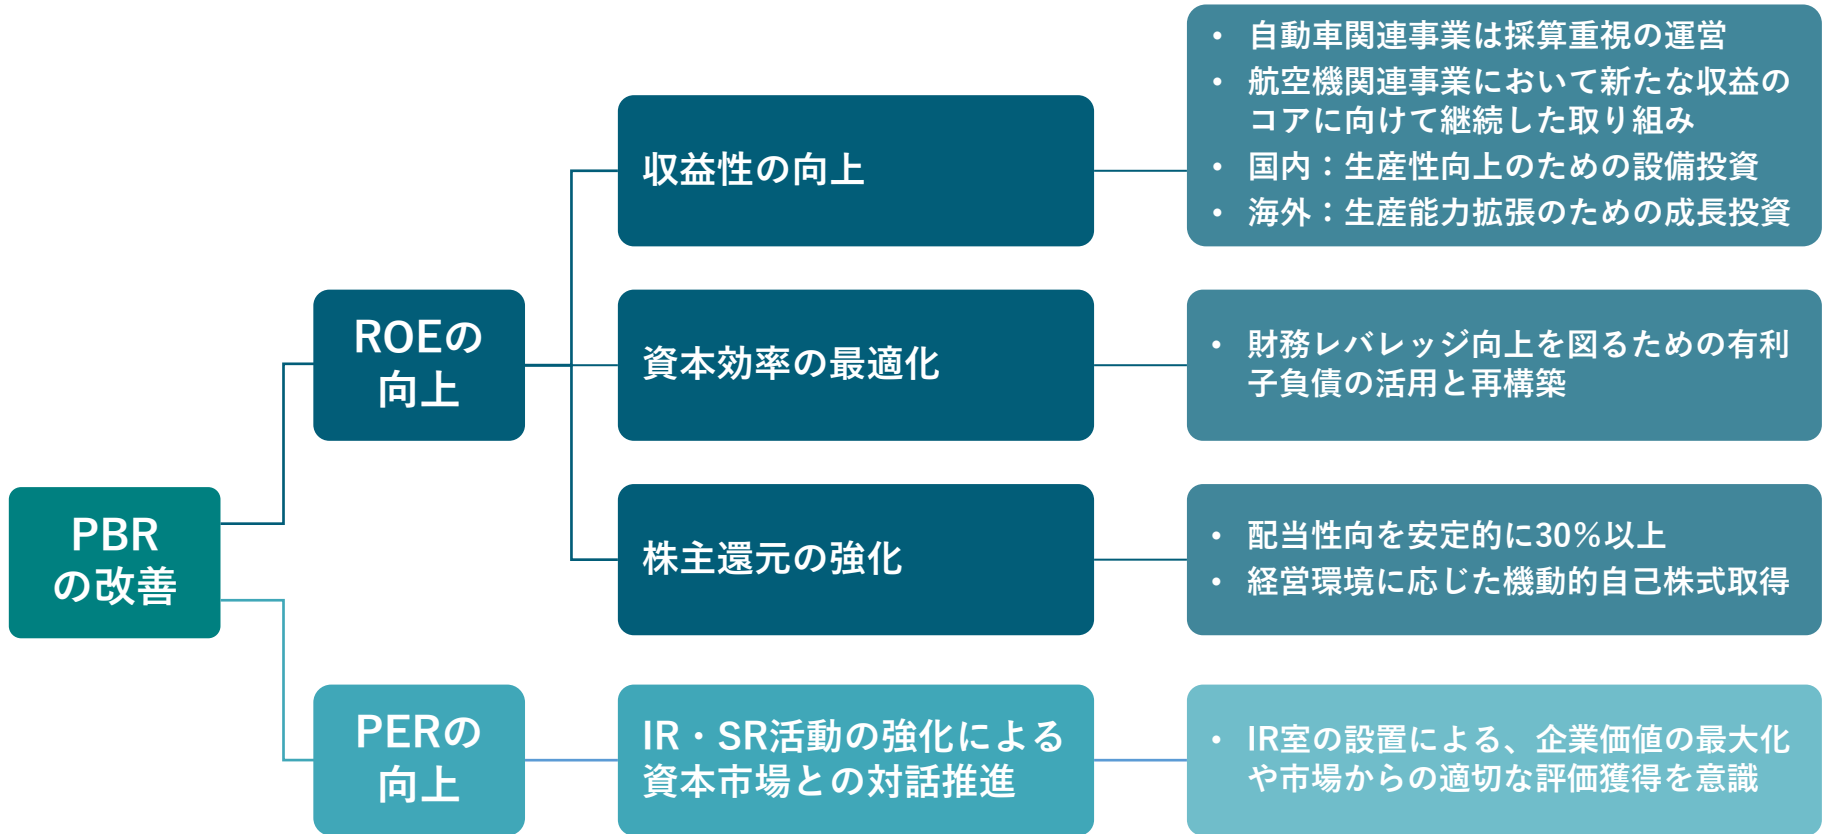 PBR
の改善
ROEの
向上
収益性の向上
• 自動車関連事業は採算重視の運営
• 航空機関連事業において新たな収益の
コアに向けて継続した取り組み
• 国内：生産性向上のための設備投資
• 海外：生産能力拡張のための成長投資
資本効率の最適化
• 財務レバレッジ向上を図るための有利
子負債の活用と再構築
株主還元の強化
• 配当性向を安定的に30％以上
• 経営環境に応じた機動的自己株式取得
PERの
向上
IR・SR活動の強化による
資本市場との対話推進
• IR室の設置による、企業価値の最大化
や市場からの適切な評価獲得を意識